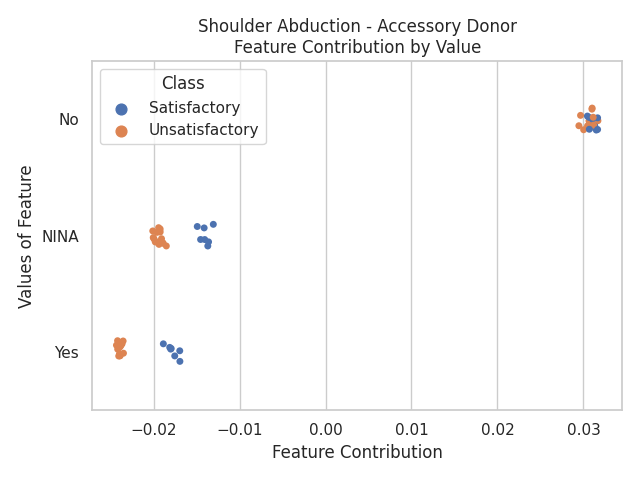 Shoulder Abduction - Accessory Donor
Feature Contribution by Value
Class
Satisfactory
Unsatisfactory
Values of Feature
No
NINA
Yes
−0.02
−0.01
0.00
0.01
0.02
0.03
Feature Contribution